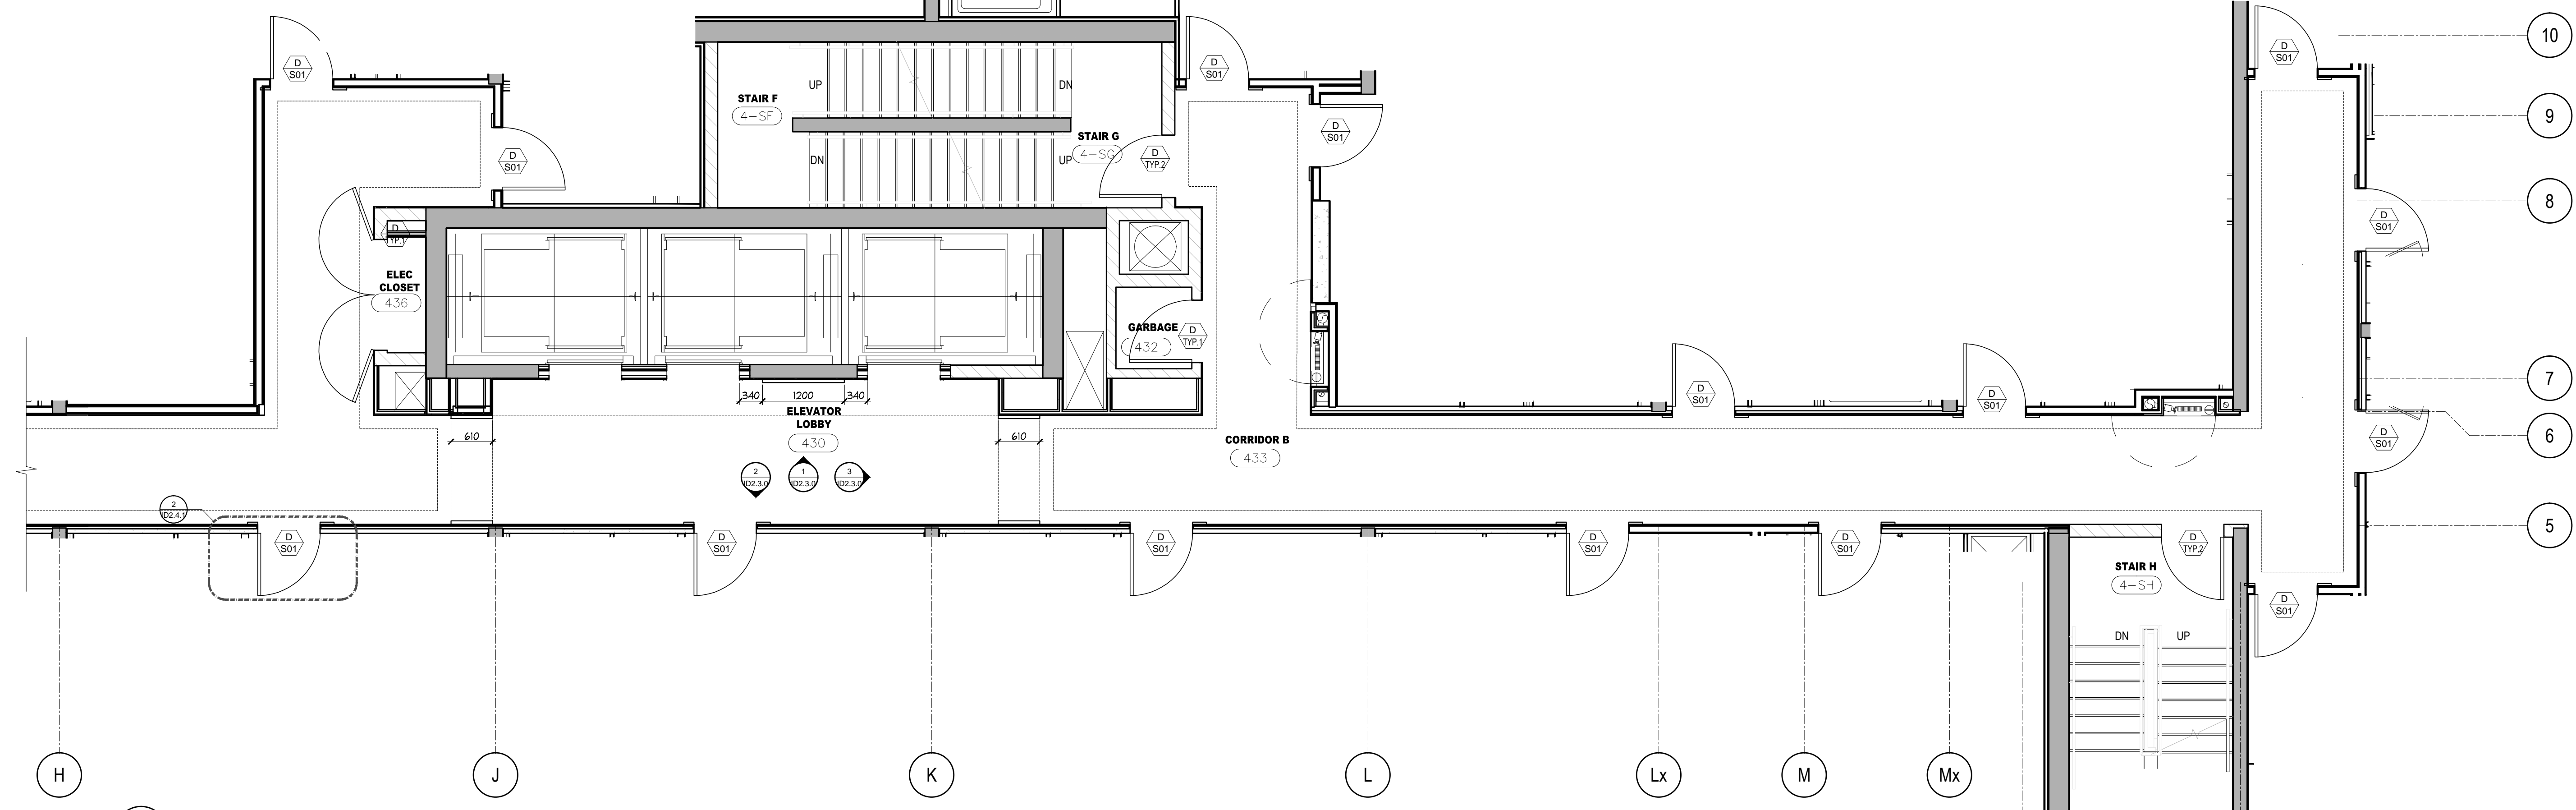 D
S01
D
S01
D
S01
10
UP
DN
STAIR F
4-SF
STAIR G
4-SG
DN
UP
D
TYP.2
D
S01
9
D
S01
8
D
S01
D
TYP.1
ELEC
CLOSET
436
GARBAGE
432
D
TYP.1
7
340
1200
340
D
S01
D
S01
ELEVATOR
LOBBY
430
610
610
CORRIDOR B
433
D
S01
6
2
ID2.3.0
1
ID2.3.0
3
ID2.3.0
2
ID2.4.1
5
D
S01
D
S01
D
S01
D
S01
D
S01
D
TYP.2
STAIR H
4-SH
D
S01
DN
UP
H
J
K
L
Lx
M
Mx